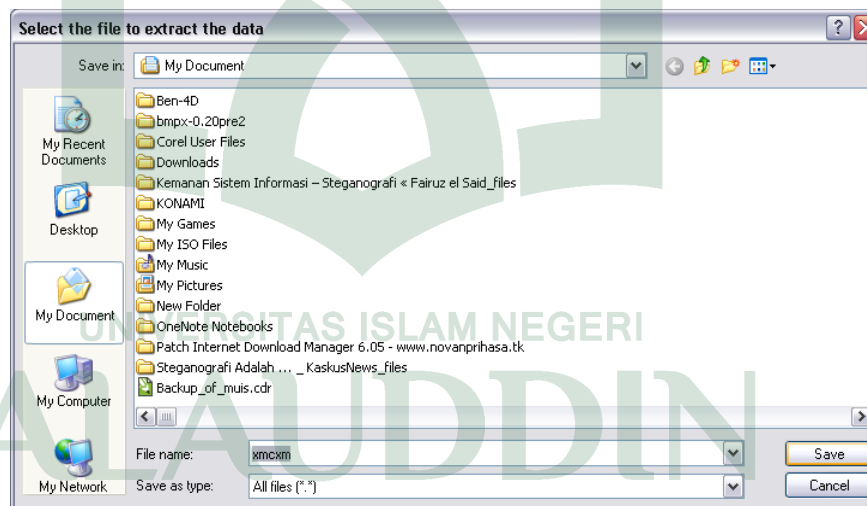 Select the file to extract the data
Save in:
My Document
My Recent
Documents
Desktop
My Document
My Computer
My Network
Ben-4D
bmpx-0.20pre2
Corel User Files
Downloads
Kemanan Sistem Informasi – Steganografi « Fairuz el Said_files
KONAMI
My Games
My ISO Files
My Music
My Pictures
New Folder
OneNote Notebooks
Patch Internet Download Manager 6.05 - www.novanprihasa.tk
Steganografi Adalah ... _ KaskusNews_files
Backup_of_muis.cdr
File name:
xmcxm
Save
Save as type:
All files (*.*)
Cancel
UNIVERSITAS ISLAM NEGERI
ALAUDDIN